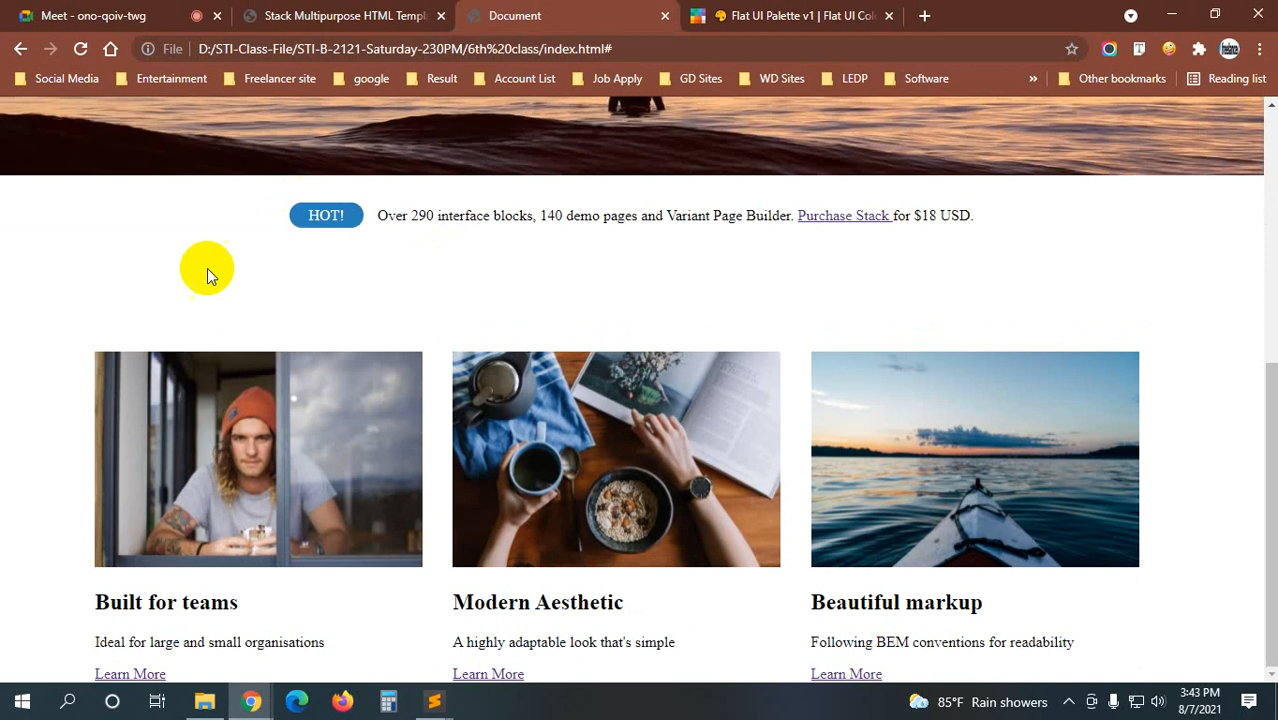 Meet - ono-qoiv-twg
Stack Multipurpose HTML Templa
Document
Flat UI Palette v1 | Flat UI Colo
File
D:/STI-Class-File/STI-B-2121-Saturday-230PM/6th%20class/index.html#
Social Media
Entertainment
Freelancer site
google
Result
Account List
Job Apply
GD Sites
WD Sites
LEDP
Software
»
Other bookmarks
Reading list
HOT!
Over 290 interface blocks, 140 demo pages and Variant Page Builder. Purchase Stack for $18 USD.
Built for teams
Modern Aesthetic
Beautiful markup
Ideal for large and small organisations
A highly adaptable look that's simple
Following BEM conventions for readability
Learn More
Learn More
Learn More
85°F Rain showers
3:43 PM
8/7/2021